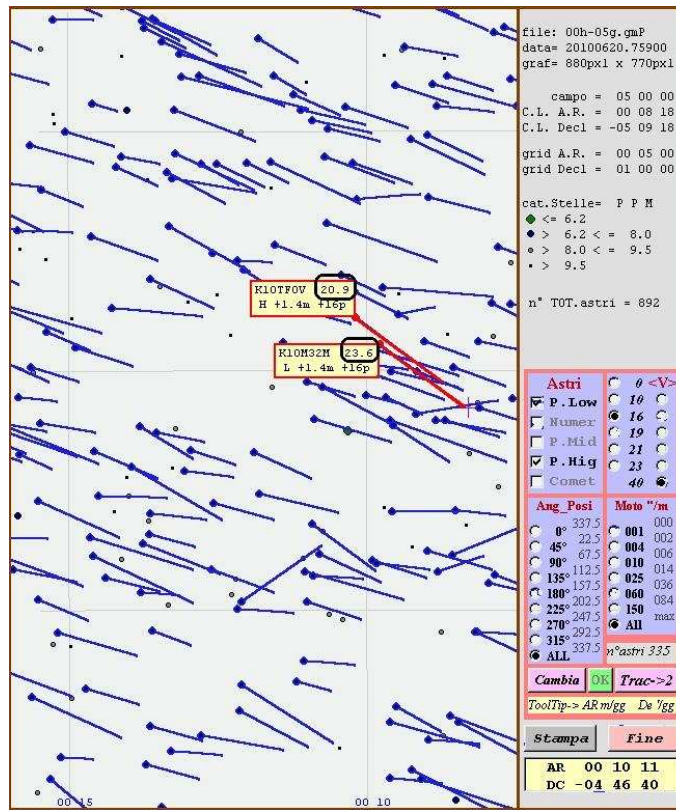 file: 00h-05g.gmP
data= 20100620.75900
graf= 880pxl x 770pxl
campo = 05 00 00
C.L. A.R. = 00 08 18
C.L. Decl = -05 09 18
grid A.R. = 00 05 00
grid Decl = 01 00 00
cat.Stelle= P P M
<= 6.2
> 6.2 < = 8.0
> 8.0 < = 9.5
> 9.5
n° TOT.astri = 892
K10TF0V 20.9
H +1.4m +16p
K10M32M 23.6
L +1.4m +16p
00 15
00 10
Astri
P.Low
Numer
P.Mid
P.Hig
Comet
0 <V>
10
16
19
21
23
40
Ang_Posi
337.5
0°
22.5
45°
67.5
90°
112.5
135°
157.5
180°
202.5
225°
247.5
270°
292.5
315°
337.5
ALL
Moto "/m
000
001
002
004
006
010
014
025
036
060
084
150
max
All
n°astri 335
Cambia OK Trac->2
ToolTip-> AR m/gg De '/gg
Stampa Fine
AR 00 10 11
DC -04 46 40